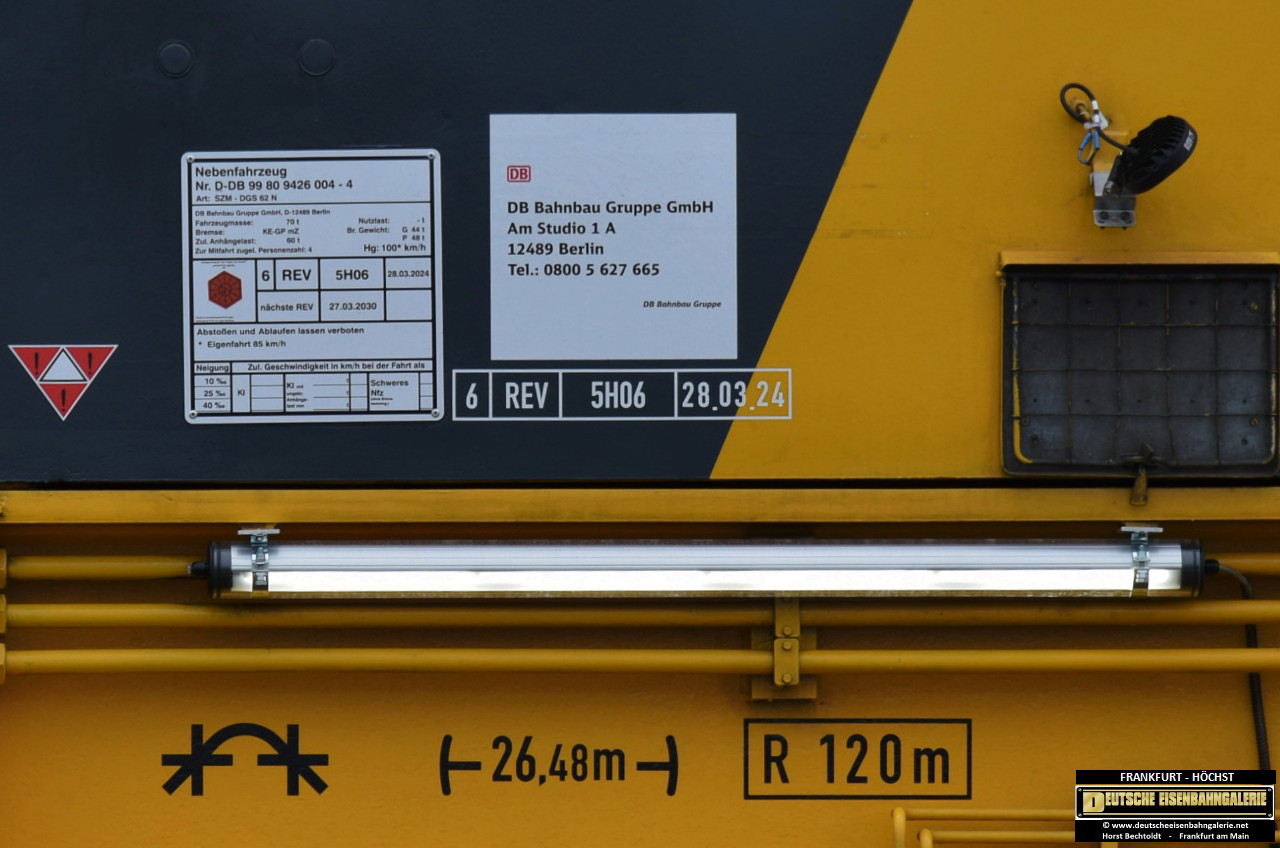 Nebenfahrzeug
Nr. D-DB 99 80 9426 004 - 4
Art: SZM - DGS 62 N
DB Bahnbau Gruppe GmbH, D-12489 Berlin
Fahrzeugmasse: 70 t Nutzlast: - t
Bremse: KE-GP mZ Br. Gewicht: G 44 t
Zul. Anhängelast: 60 t P 48 t
Zur Mitfahrt zugel. Personenzahl: 4 Hg: 100* km/h
6 REV 5H06 28.03.2024
nächste REV 27.03.2030
Abstoßen und Ablaufen lassen verboten
* Eigenfahrt 85 km/h
Neigung Zul. Geschwindigkeit in km/h bei der Fahrt als
10 ‰
25 ‰ Kl Kl mit Schweres
40 ‰ Nfz
DB
DB Bahnbau Gruppe GmbH
Am Studio 1 A
12489 Berlin
Tel.: 0800 5 627 665
DB Bahnbau Gruppe
6 REV 5H06 28.03.24
! ! !
26,48m
R 120 m
FRANKFURT - HÖCHST
DEUTSCHE EISENBAHNGALERIE
© www.deutscheeisenbahngalerie.net
Horst Bechtoldt - Frankfurt am Main